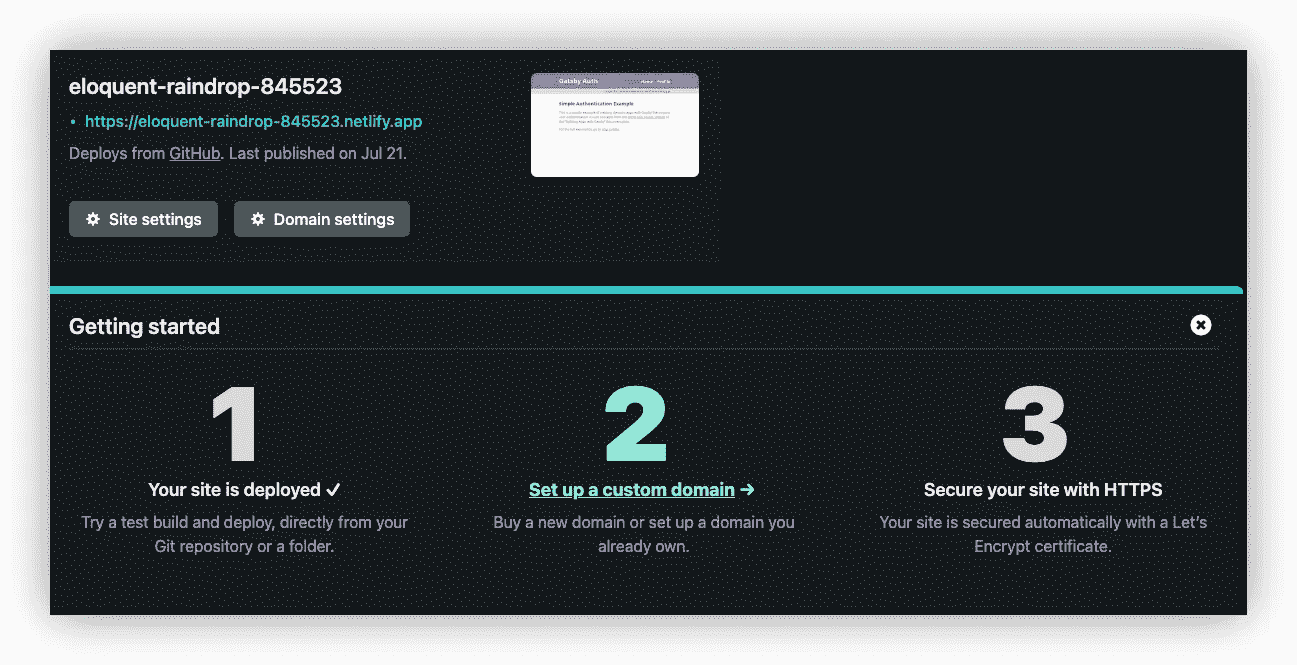 eloquent-raindrop-845523
https://eloquent-raindrop-845523.netlify.app
Deploys from GitHub. Last published on Jul 21.
Site settings
Domain settings
Gatsby Auth
Home Profile
Simple Authentication Example
Getting started
1
2
3
Your site is deployed ✓
Set up a custom domain →
Secure your site with HTTPS
Try a test build and deploy, directly from your
Git repository or a folder.
Buy a new domain or set up a domain you
already own.
Your site is secured automatically with a Let's
Encrypt certificate.